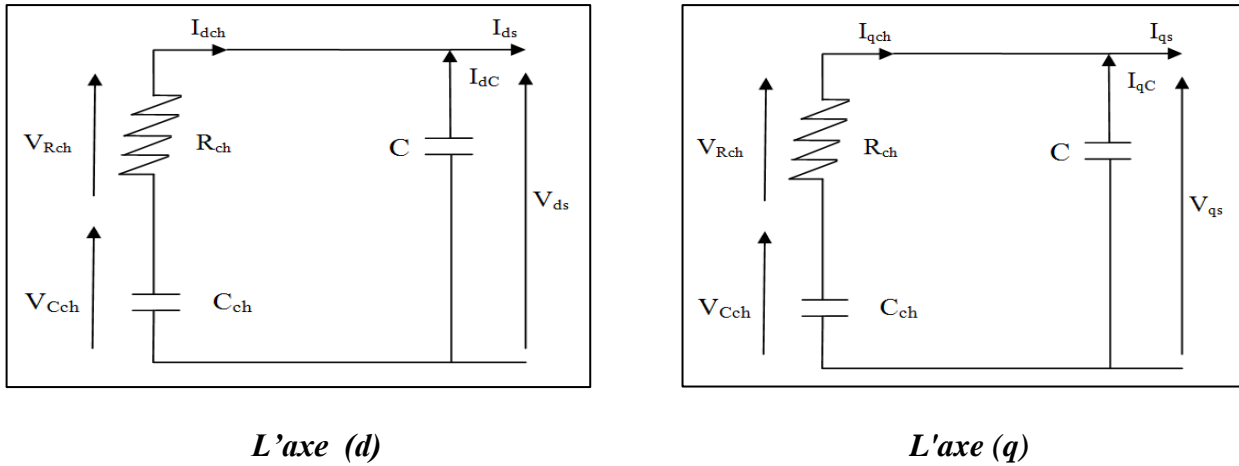 I_dch
I_ds
I_dC
V_Rch
R_ch
C
V_ds
V_Cch
C_ch
L'axe (d)
I_qch
I_qs
I_qC
V_Rch
R_ch
C
V_qs
V_Cch
C_ch
L'axe (q)